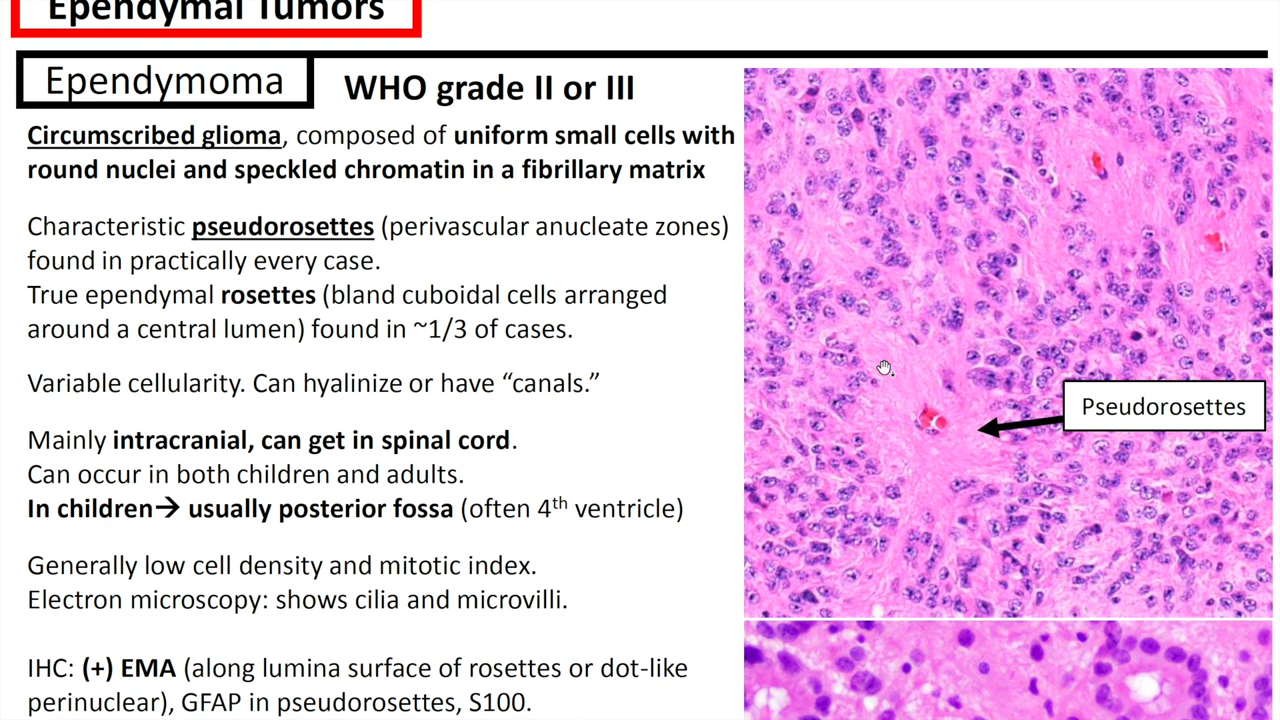 Ependymal Tumors
Ependymoma
WHO grade II or III
Circumscribed glioma, composed of uniform small cells with
round nuclei and speckled chromatin in a fibrillary matrix
Characteristic pseudorosettes (perivascular anucleate zones)
found in practically every case.
True ependymal rosettes (bland cuboidal cells arranged
around a central lumen) found in ~1/3 of cases.
Variable cellularity. Can hyalinize or have “canals.”
Mainly intracranial, can get in spinal cord.
Can occur in both children and adults.
In children→ usually posterior fossa (often 4th ventricle)
Generally low cell density and mitotic index.
Electron microscopy: shows cilia and microvilli.
IHC: (+) EMA (along lumina surface of rosettes or dot-like
perinuclear), GFAP in pseudorosettes, S100.
Pseudorosettes